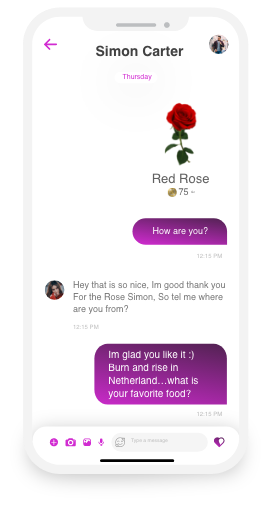 Simon Carter
Thursday
Red Rose
75
How are you?
12:15 PM
Hey that is so nice, Im good thank you
For the Rose Simon, So tel me where
are you from?
12:15 PM
Im glad you like it :)
Burn and rise in
Netherland...what is
your favorite food?
12:15 PM
Type a message